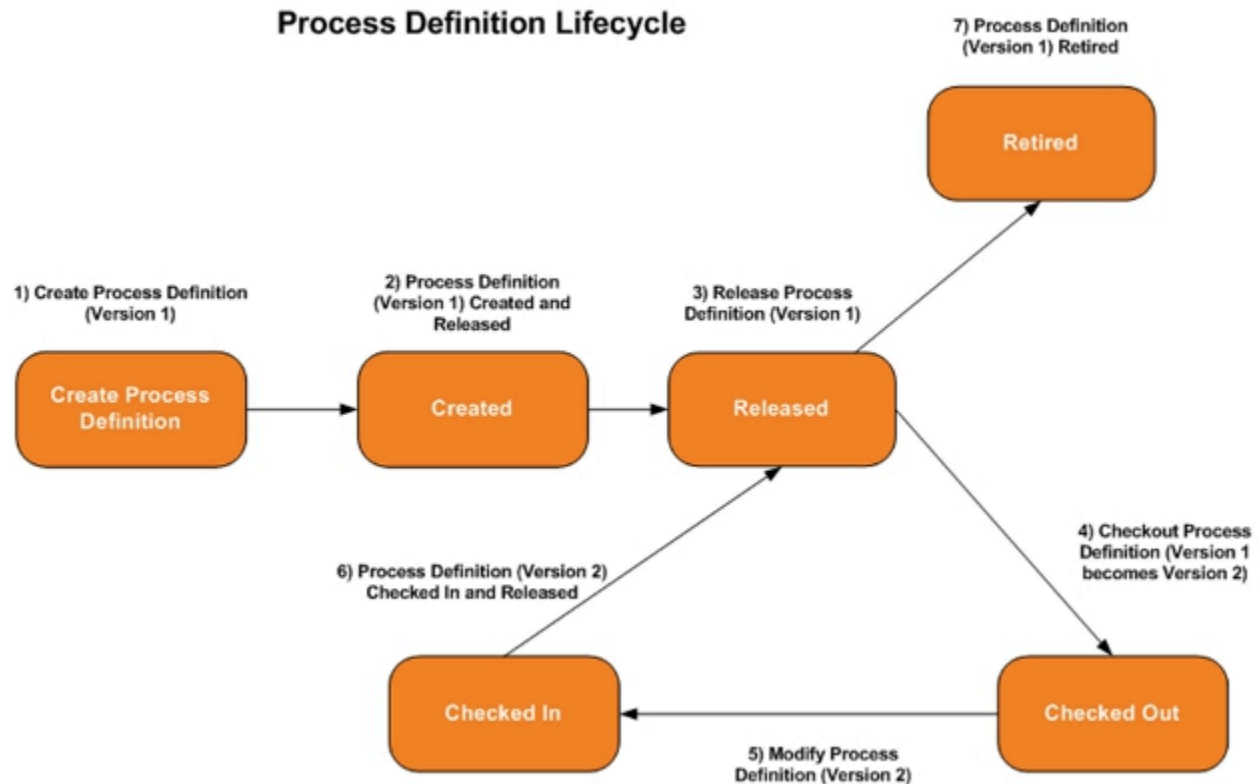 Process Definition Lifecycle
7) Process Definition
(Version 1) Retired
Retired
1) Create Process Definition
(Version 1)
2) Process Definition
(Version 1) Created and
Released
3) Release Process
Definition (Version 1)
Create Process
Definition
Created
Released
4) Checkout Process
Definition (Version 1
becomes Version 2)
6) Process Definition (Version 2)
Checked In and Released
Checked In
Checked Out
5) Modify Process
Definition (Version 2)